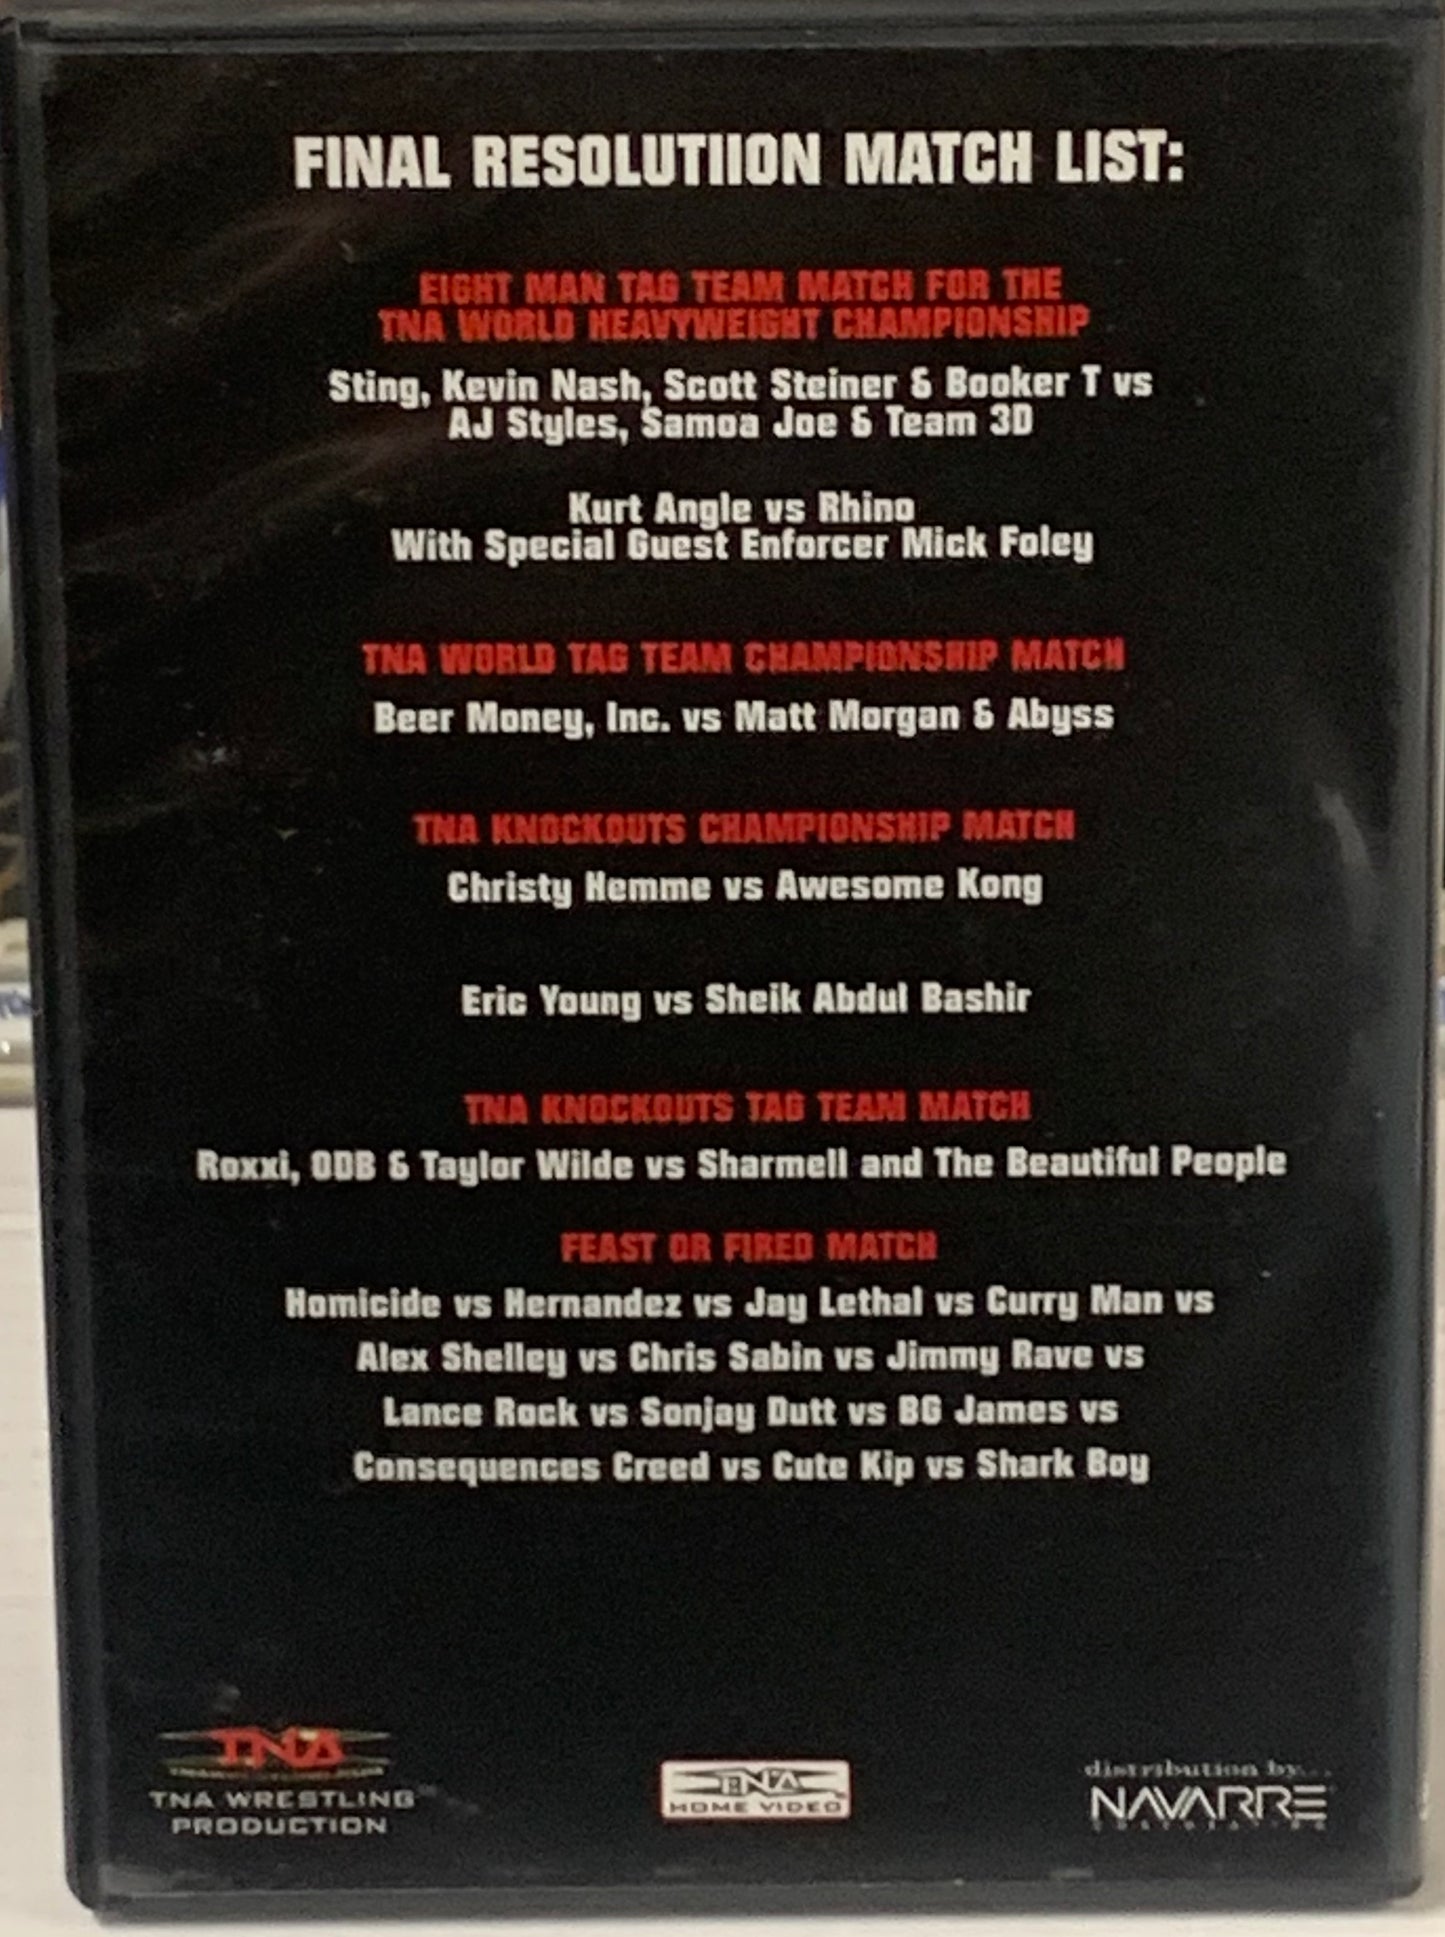 FINAL RESOLUTIION MATCH LIST:
EIGHT MAN TAG TEAM MATCH FOR THE
TNA WORLD HEAVYWEIGHT CHAMPIONSHIP
Sting, Kevin Nash, Scott Steiner & Booker T vs
AJ Styles, Samoa Joe & Team 3D
Kurt Angle vs Rhino
With Special Guest Enforcer Mick Foley
TNA WORLD TAG TEAM CHAMPIONSHIP MATCH
Beer Money, Inc. vs Matt Morgan & Abyss
TNA KNOCKOUTS CHAMPIONSHIP MATCH
Christy Hemme vs Awesome Kong
Eric Young vs Sheik Abdul Bashir
TNA KNOCKOUTS TAG TEAM MATCH
Roxxi, ODB & Taylor Wilde vs Sharmell and The Beautiful People
FEAST OR FIRED MATCH
Homicide vs Hernandez vs Jay Lethal vs Curry Man vs
Alex Shelley vs Chris Sabin vs Jimmy Rave vs
Lance Rock vs Sonjay Dutt vs BG James vs
Consequences Creed vs Cute Kip vs Shark Boy
TNA
TNA WRESTLING
PRODUCTION
TNA
HOME VIDEO
distribution by...
NAVARRE
CORPORATION